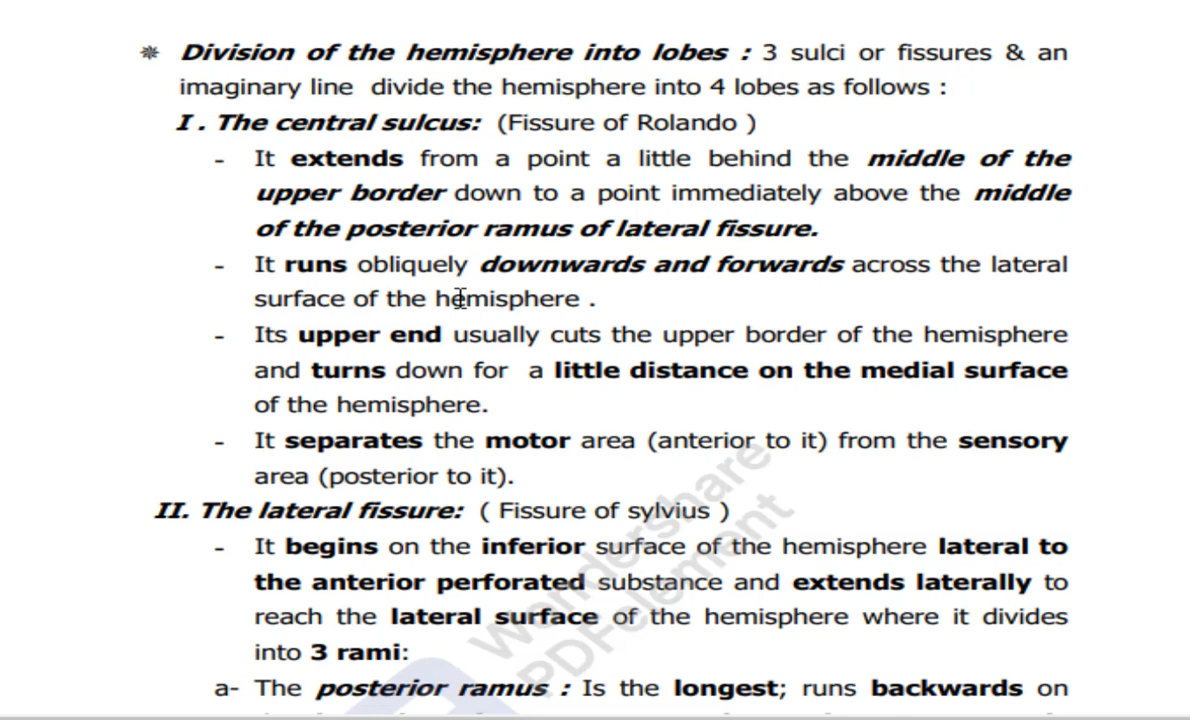 ✵ Division of the hemisphere into lobes : 3 sulci or fissures & an
imaginary line divide the hemisphere into 4 lobes as follows :
I . The central sulcus: (Fissure of Rolando )
- It extends from a point a little behind the middle of the
upper border down to a point immediately above the middle
of the posterior ramus of lateral fissure.
- It runs obliquely downwards and forwards across the lateral
surface of the hemisphere .
- Its upper end usually cuts the upper border of the hemisphere
and turns down for a little distance on the medial surface
of the hemisphere.
- It separates the motor area (anterior to it) from the sensory
area (posterior to it).
II. The lateral fissure: ( Fissure of sylvius )
- It begins on the inferior surface of the hemisphere lateral to
the anterior perforated substance and extends laterally to
reach the lateral surface of the hemisphere where it divides
into 3 rami:
a- The posterior ramus : Is the longest; runs backwards on
Wondershare
PDFelement